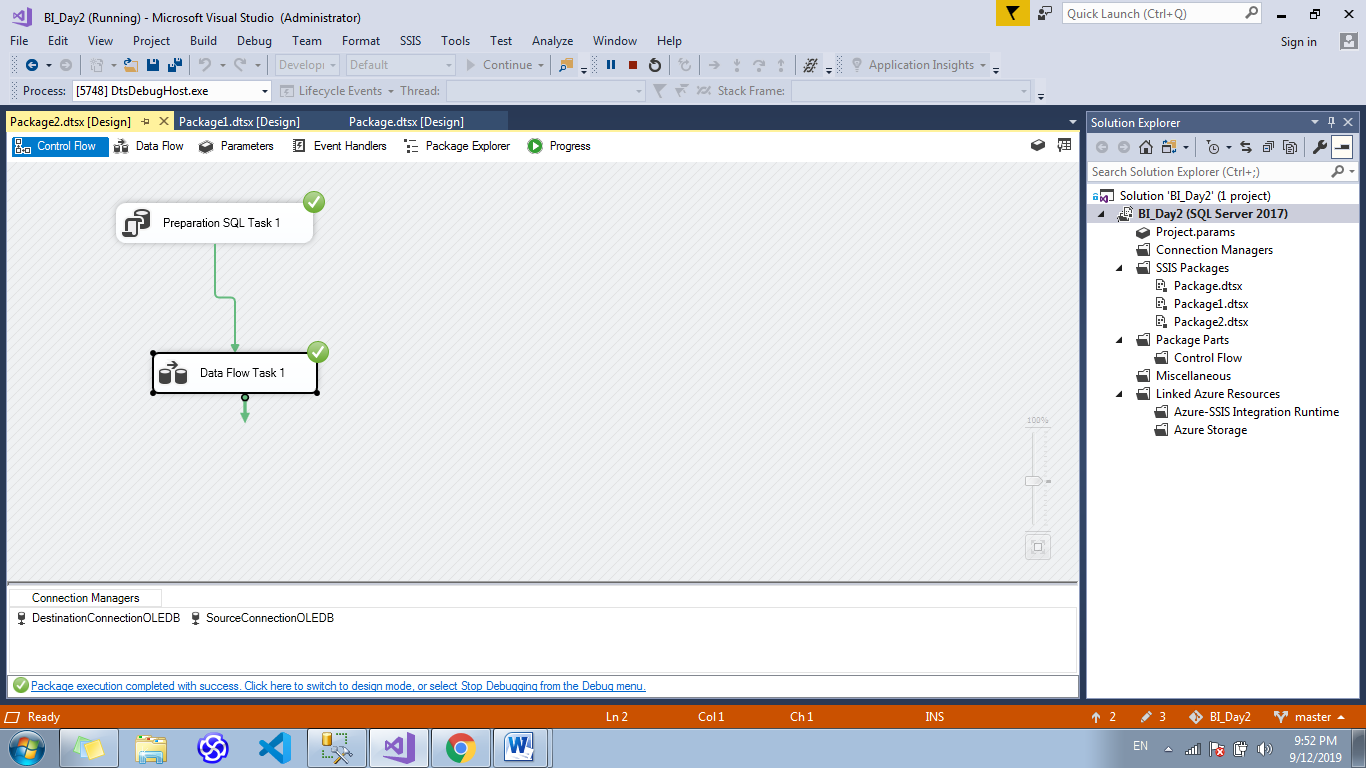 BI_Day2 (Running) - Microsoft Visual Studio (Administrator)
Quick Launch (Ctrl+Q)
File Edit View Project Build Debug Team Format SSIS Tools Test Analyze Window Help
Sign in
Develop Default Continue Application Insights
Process: [5748] DtsDebugHost.exe Lifecycle Events Thread: Stack Frame:
Package2.dtsx [Design] Package1.dtsx [Design] Package.dtsx [Design]
Control Flow Data Flow Parameters Event Handlers Package Explorer Progress
Preparation SQL Task 1
Data Flow Task 1
100%
Connection Managers
DestinationConnectionOLEDB SourceConnectionOLEDB
Package execution completed with success. Click here to switch to design mode, or select Stop Debugging from the Debug menu.
Solution Explorer
Search Solution Explorer (Ctrl+;)
Solution 'BI_Day2' (1 project)
BI_Day2 (SQL Server 2017)
Project.params
Connection Managers
SSIS Packages
Package.dtsx
Package1.dtsx
Package2.dtsx
Package Parts
Control Flow
Miscellaneous
Linked Azure Resources
Azure-SSIS Integration Runtime
Azure Storage
Ready Ln 2 Col 1 Ch 1 INS 2 3 BI_Day2 master
EN
9:52 PM
9/12/2019